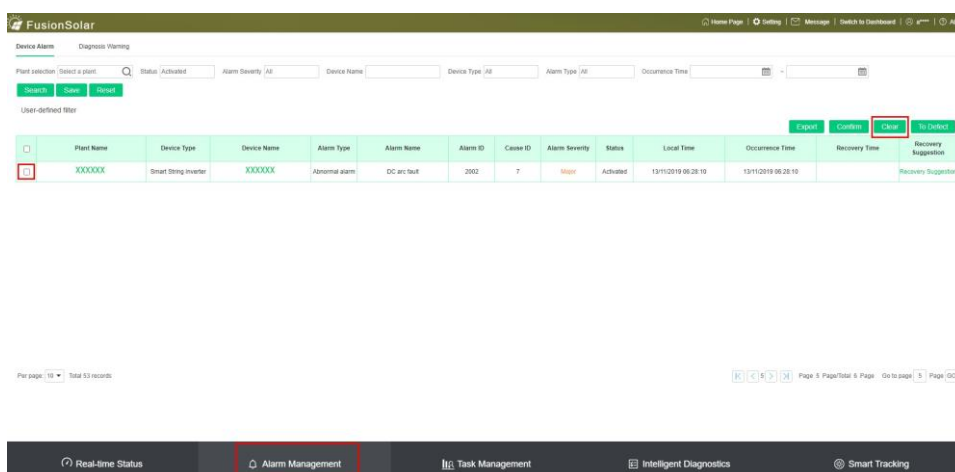 FusionSolar
Home Page | Setting | Message | Switch to Dashboard | a**** |
Device Alarm Diagnosis Warning
Plant selection Select a plant. Status Activated Alarm Severity All Device Name Device Type All Alarm Type All Occurrence Time ~
Search Save Reset
User-defined filter
Export Confirm Clear To Defect
Plant Name Device Type Device Name Alarm Type Alarm Name Alarm ID Cause ID Alarm Severity Status Local Time Occurrence Time Recovery Time Recovery
Suggestion
XXXXXX Smart String Inverter XXXXXX Abnormal alarm DC arc fault 2002 7 Major Activated 13/11/2019 06:28:10 13/11/2019 06:28:10 Recovery Suggestion
Per page: 10 Total 53 records 5 Page 5 Page/Total 6 Page Go to page 5 Page GO
Real-time Status Alarm Management Task Management Intelligent Diagnostics Smart Tracking